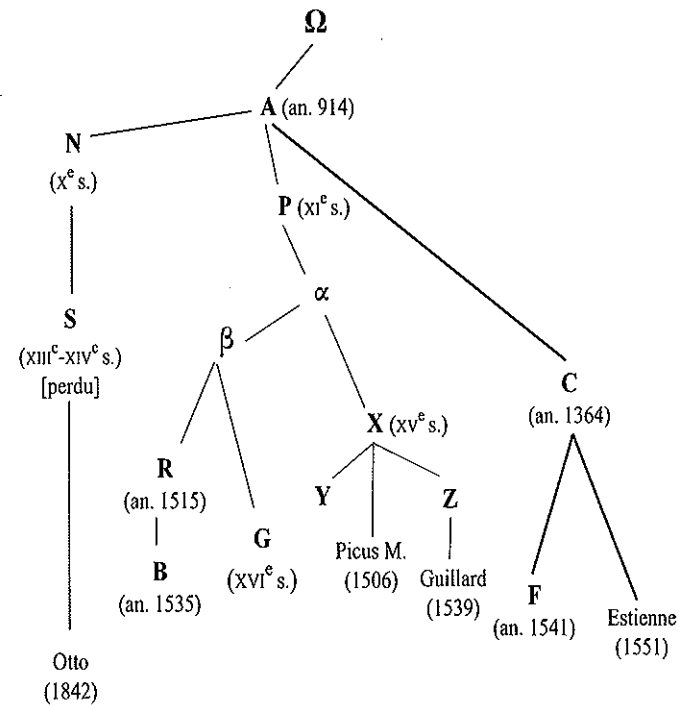 Ω
A (an. 914)
N
(Xᵉ s.)
P (XIᵉ s.)
α
S
(XIIIᵉ-XIVᵉ s.)
[perdu]
β
C
(an. 1364)
X (XVᵉ s.)
R
(an. 1515)
Y
Z
G
(XVIᵉ s.)
Picus M.
(1506)
B
(an. 1535)
Guillard
(1539)
F
(an. 1541)
Estienne
(1551)
Otto
(1842)